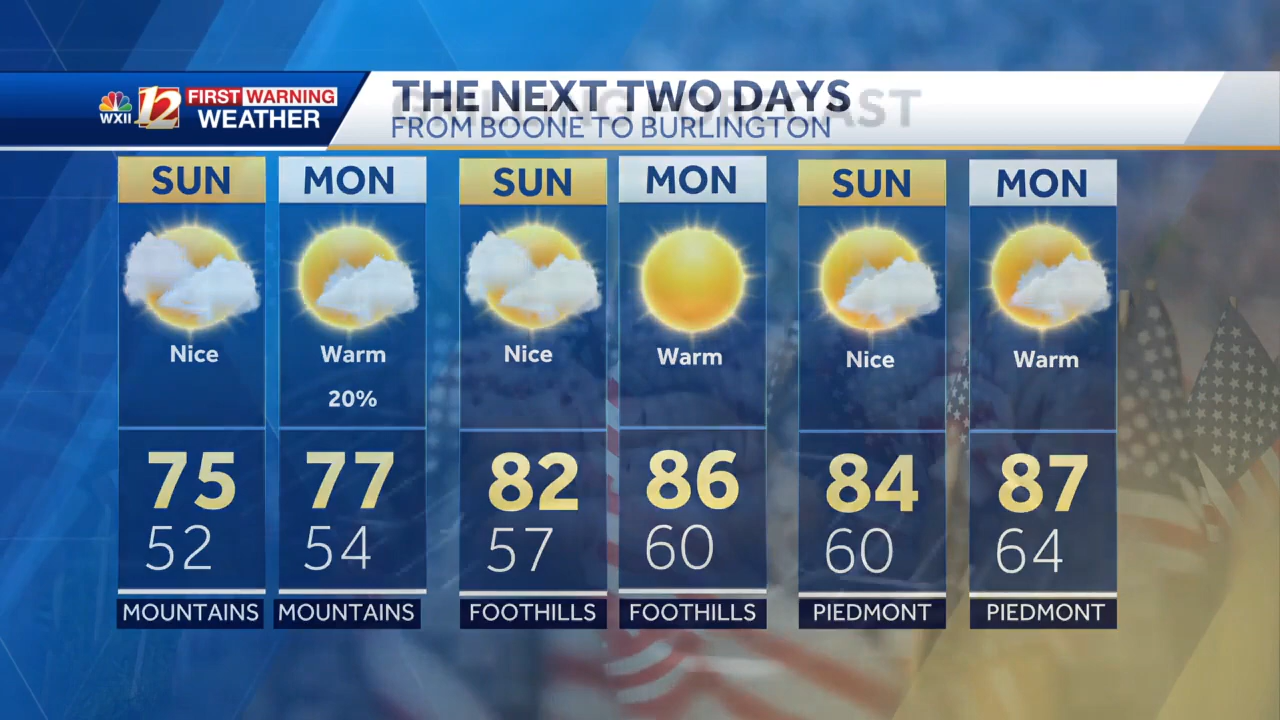 WXII 12 FIRST WARNING WEATHER
THE NEXT TWO DAYS
FROM BOONE TO BURLINGTON
SUN MON SUN MON SUN MON
Nice Warm Nice Warm Nice Warm
20%
75 77 82 86 84 87
52 54 57 60 60 64
MOUNTAINS MOUNTAINS FOOTHILLS FOOTHILLS PIEDMONT PIEDMONT